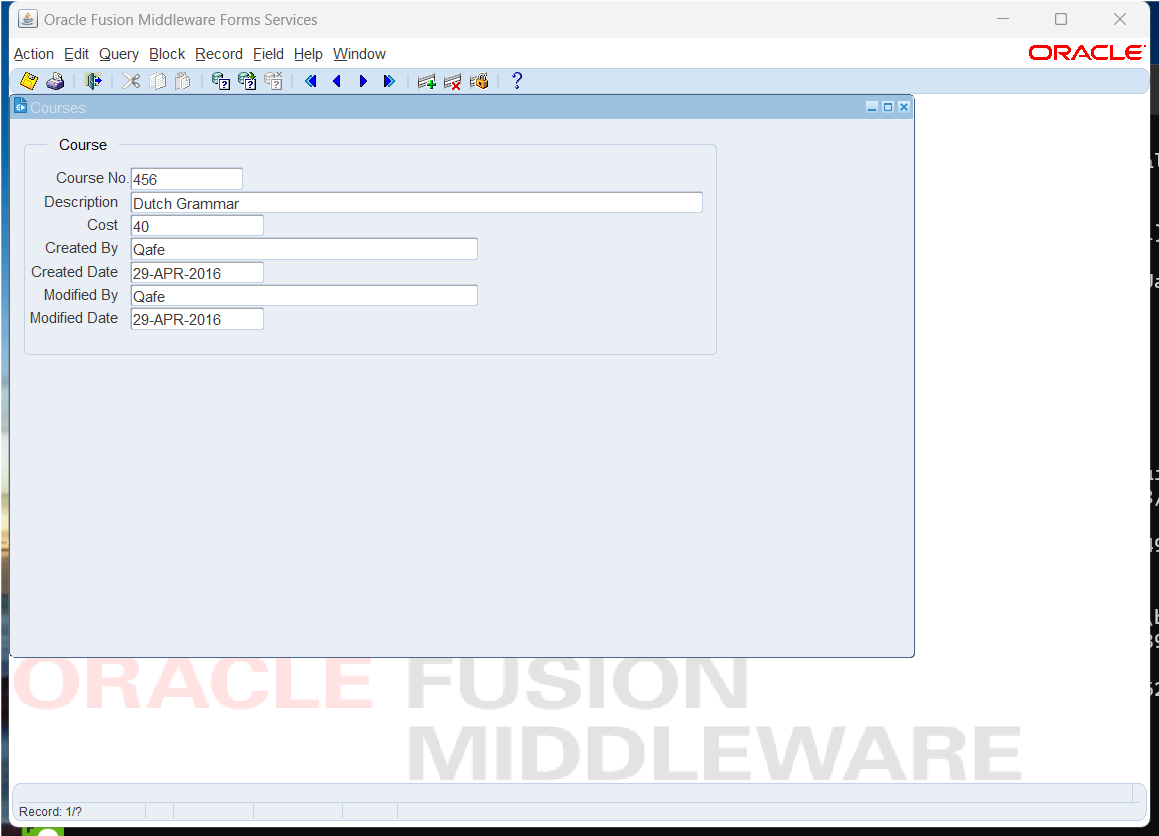 Oracle Fusion Middleware Forms Services
Action Edit Query Block Record Field Help Window
ORACLE
Courses
Course
Course No. 456
Description Dutch Grammar
Cost 40
Created By Qafe
Created Date 29-APR-2016
Modified By Qafe
Modified Date 29-APR-2016
ORACLE FUSION
MIDDLEWARE
Record: 1/?